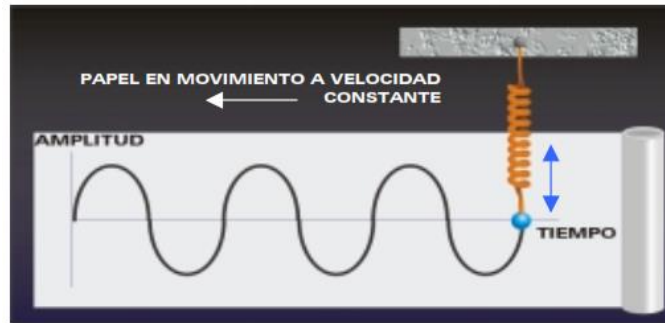 PAPEL EN MOVIMIENTO A VELOCIDAD
CONSTANTE
AMPLITUD
TIEMPO